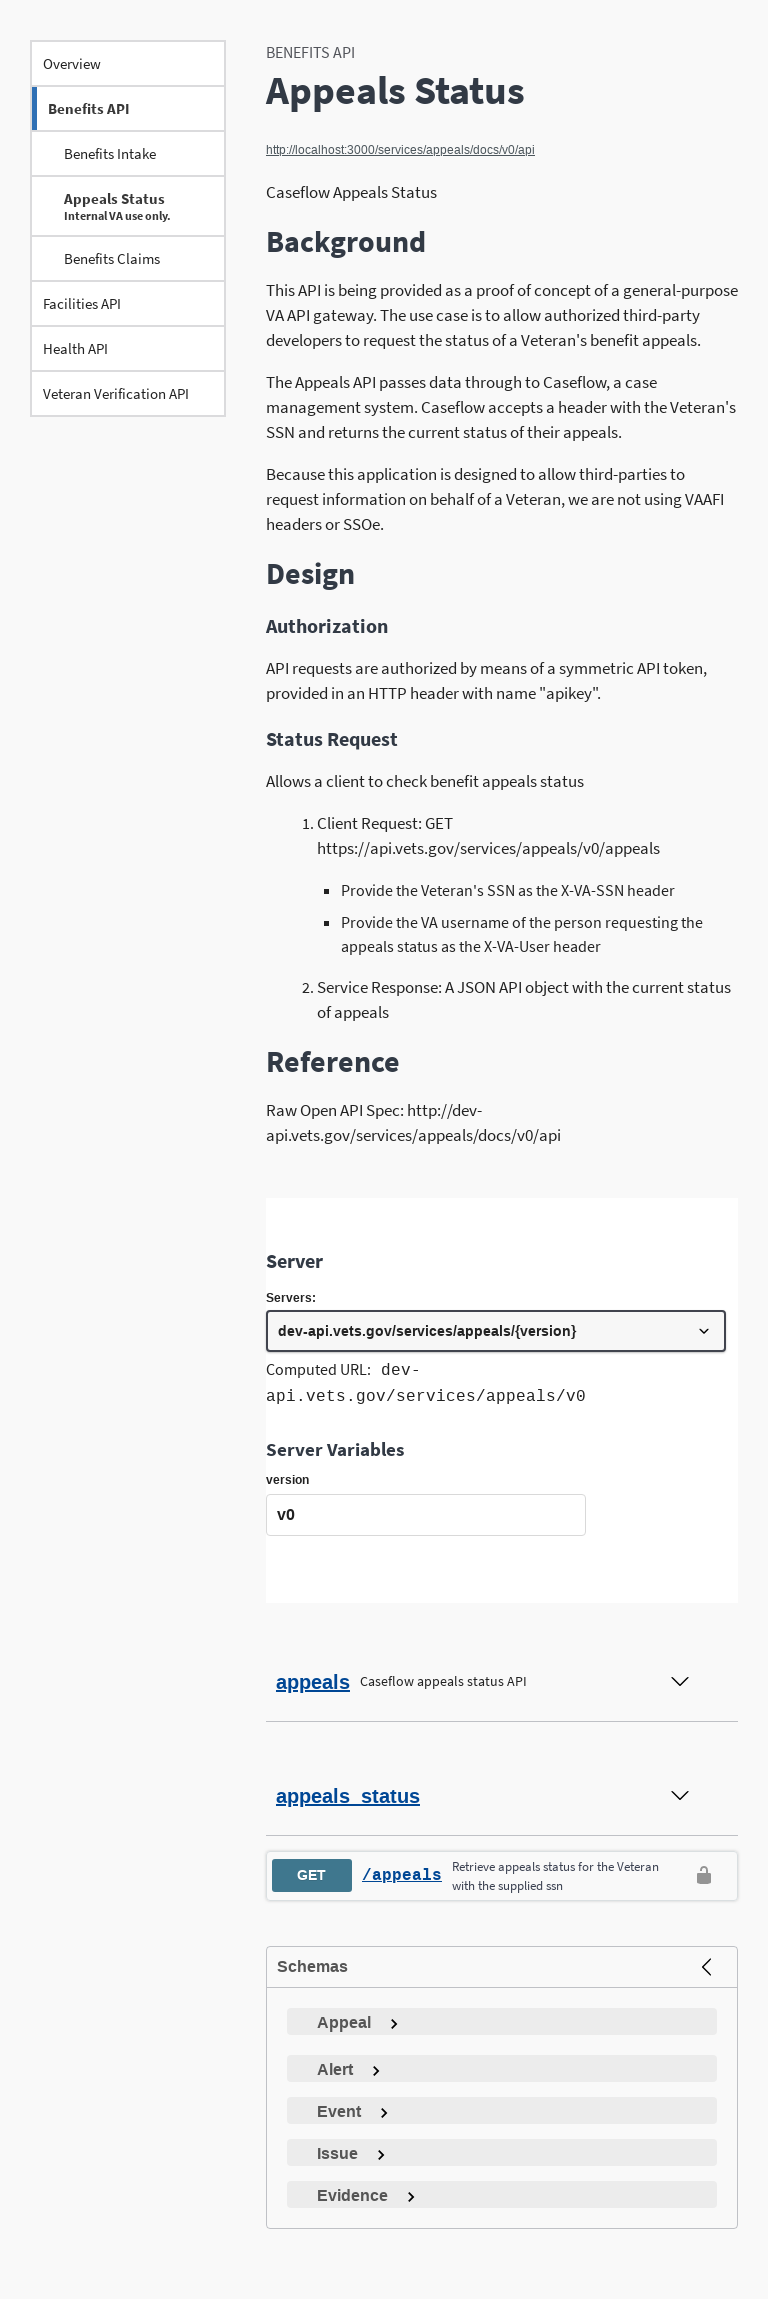 Overview
Benefits API
Benefits Intake
Appeals Status
Internal VA use only.
Benefits Claims
Facilities API
Health API
Veteran Verification API
BENEFITS API
Appeals Status
http://localhost:3000/services/appeals/docs/v0/api
Caseflow Appeals Status
Background
This API is being provided as a proof of concept of a general-purpose
VA API gateway. The use case is to allow authorized third-party
developers to request the status of a Veteran's benefit appeals.
The Appeals API passes data through to Caseflow, a case
management system. Caseflow accepts a header with the Veteran's
SSN and returns the current status of their appeals.
Because this application is designed to allow third-parties to
request information on behalf of a Veteran, we are not using VAAFI
headers or SSOe.
Design
Authorization
API requests are authorized by means of a symmetric API token,
provided in an HTTP header with name "apikey".
Status Request
Allows a client to check benefit appeals status
1. Client Request: GET
https://api.vets.gov/services/appeals/v0/appeals
▪ Provide the Veteran's SSN as the X-VA-SSN header
▪ Provide the VA username of the person requesting the
appeals status as the X-VA-User header
2. Service Response: A JSON API object with the current status
of appeals
Reference
Raw Open API Spec: http://dev-
api.vets.gov/services/appeals/docs/v0/api
Server
Servers:
dev-api.vets.gov/services/appeals/{version}
Computed URL: dev-
api.vets.gov/services/appeals/v0
Server Variables
version
v0
appeals Caseflow appeals status API
appeals_status
GET /appeals Retrieve appeals status for the Veteran
with the supplied ssn
Schemas
Appeal
Alert
Event
Issue
Evidence